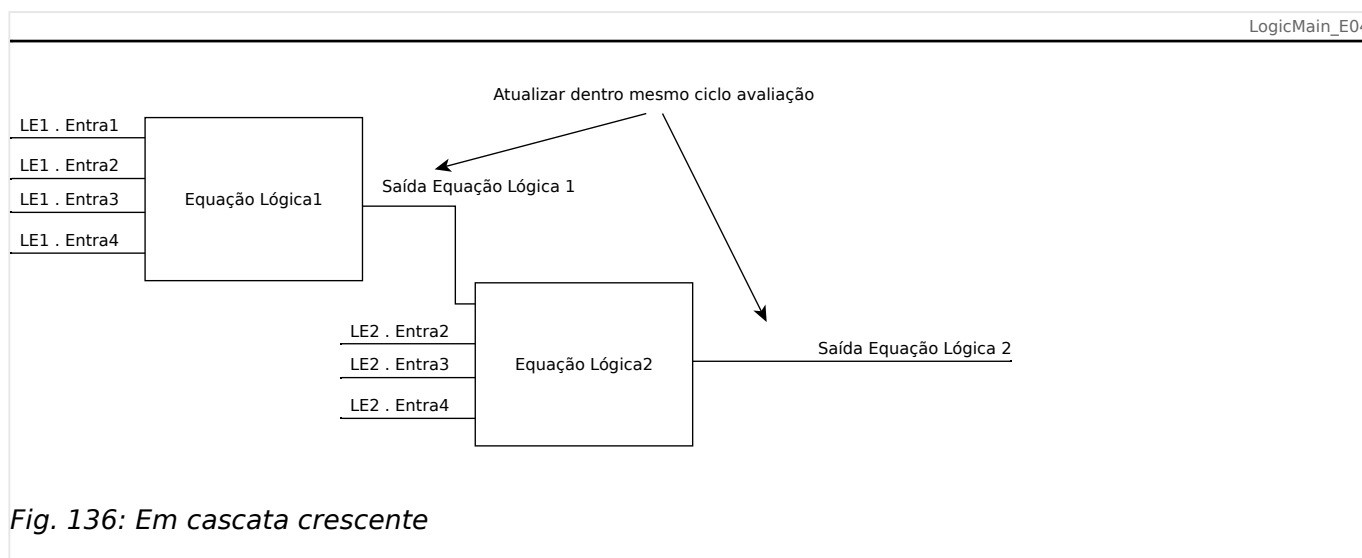 LogicMain_E04
Atualizar dentro mesmo ciclo avaliação
LE1 . Entra1
LE1 . Entra2
LE1 . Entra3
LE1 . Entra4
Equação Lógica1
Saída Equação Lógica 1
LE2 . Entra2
LE2 . Entra3
LE2 . Entra4
Equação Lógica2
Saída Equação Lógica 2
Fig. 136: Em cascata crescente